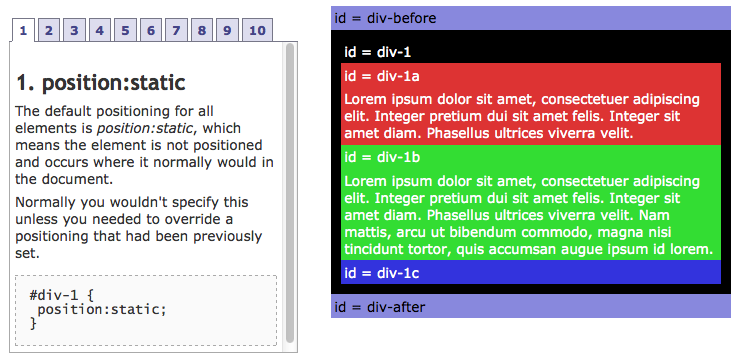 1 2 3 4 5 6 7 8 9 10
1. position:static
The default positioning for all
elements is position:static, which
means the element is not positioned
and occurs where it normally would in
the document.
Normally you wouldn't specify this
unless you needed to override a
positioning that had been previously
set.
#div-1 {
 position:static;
}
id = div-before
id = div-1
id = div-1a
Lorem ipsum dolor sit amet, consectetuer adipiscing
elit. Integer pretium dui sit amet felis. Integer sit
amet diam. Phasellus ultrices viverra velit.
id = div-1b
Lorem ipsum dolor sit amet, consectetuer adipiscing
elit. Integer pretium dui sit amet felis. Integer sit
amet diam. Phasellus ultrices viverra velit. Nam
mattis, arcu ut bibendum commodo, magna nisi
tincidunt tortor, quis accumsan augue ipsum id lorem.
id = div-1c
id = div-after